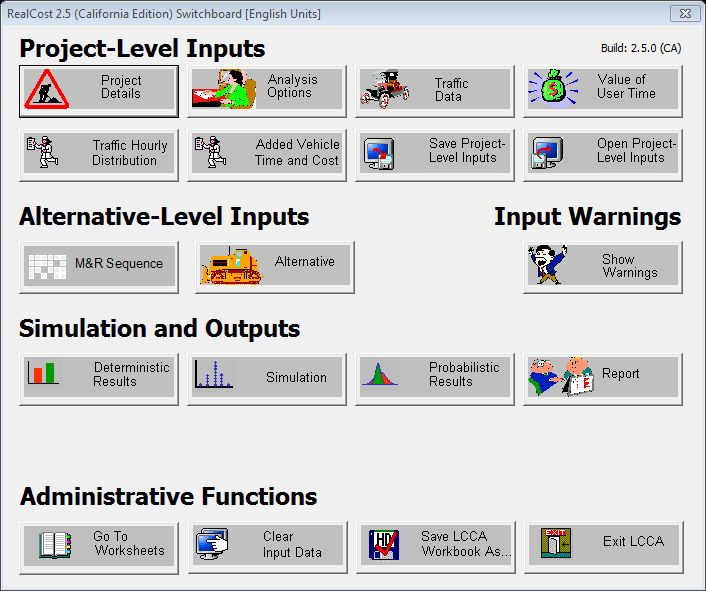 RealCost 2.5 (California Edition) Switchboard [English Units]
Project-Level Inputs
Build: 2.5.0 (CA)
Project
Details
Analysis
Options
Traffic
Data
Value of
User Time
Traffic Hourly
Distribution
Added Vehicle
Time and Cost
Save Project-
Level Inputs
Open Project-
Level Inputs
Alternative-Level Inputs
Input Warnings
M&R Sequence
Alternative
Show
Warnings
Simulation and Outputs
Deterministic
Results
Simulation
Probabilistic
Results
Report
Administrative Functions
Go To
Worksheets
Clear
Input Data
HD
Save LCCA
Workbook As...
EXIT
Exit LCCA